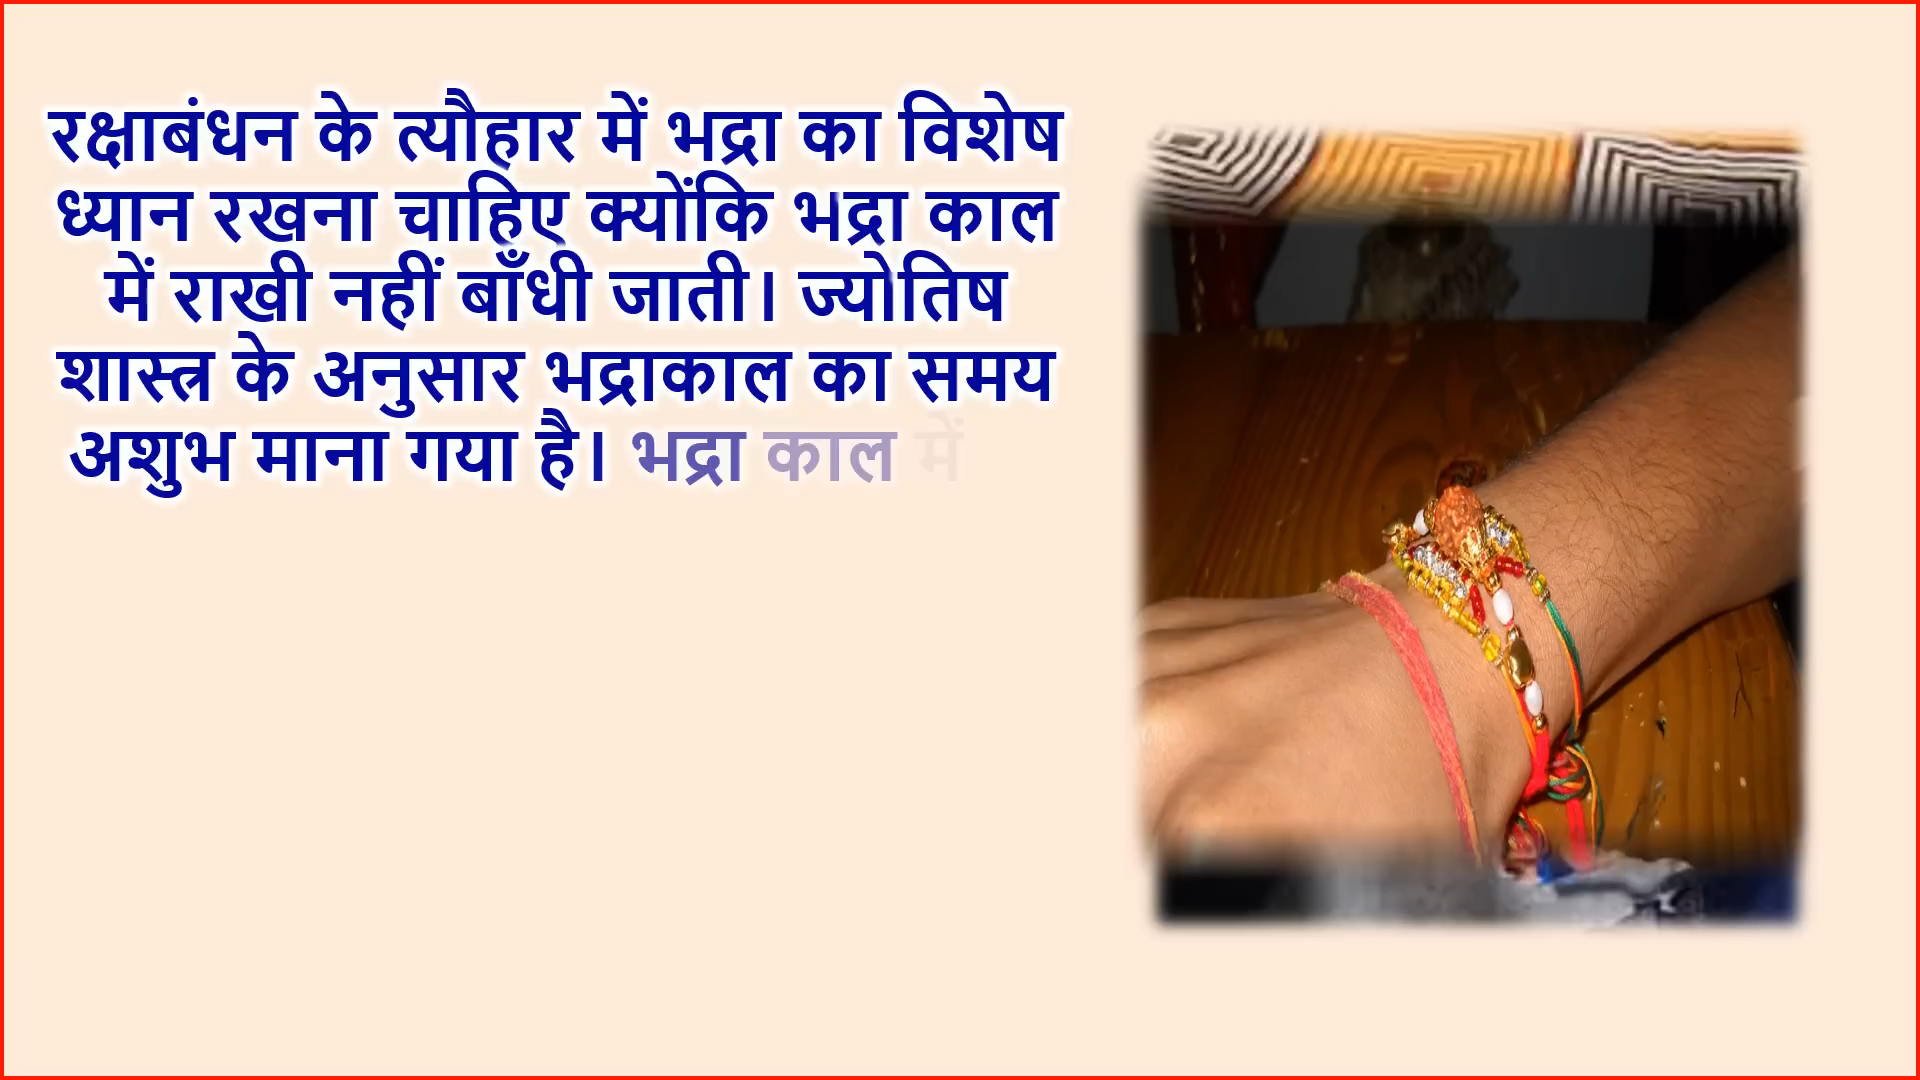 रक्षाबंधन के त्यौहार में भद्रा का विशेष
ध्यान रखना चाहिए क्योंकि भद्रा काल
में राखी नहीं बाँधी जाती। ज्योतिष
शास्त्र के अनुसार भद्राकाल का समय
अशुभ माना गया है। भद्रा काल में